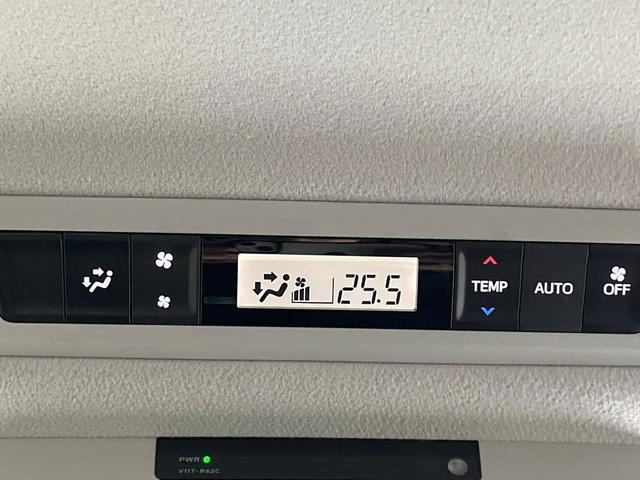 25.5
TEMP
AUTO
OFF
PWR
V11T-R62C